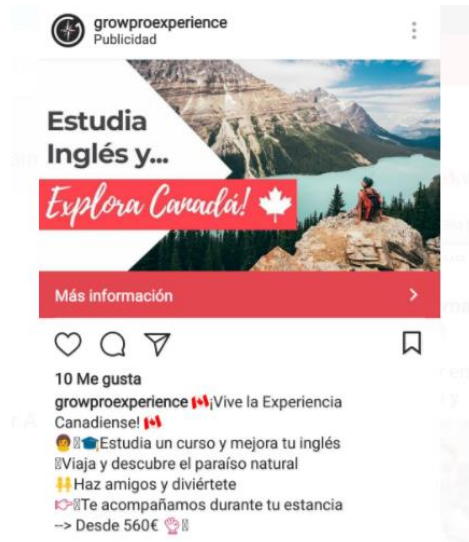 growproexperience
Publicidad
Estudia
Inglés y...
Explora Canadá!
Más información
10 Me gusta
growproexperience 🇨🇦¡Vive la Experiencia
Canadiense! 🇨🇦
Estudia un curso y mejora tu inglés
Viaja y descubre el paraíso natural
Haz amigos y diviértete
Te acompañamos durante tu estancia
--> Desde 560€